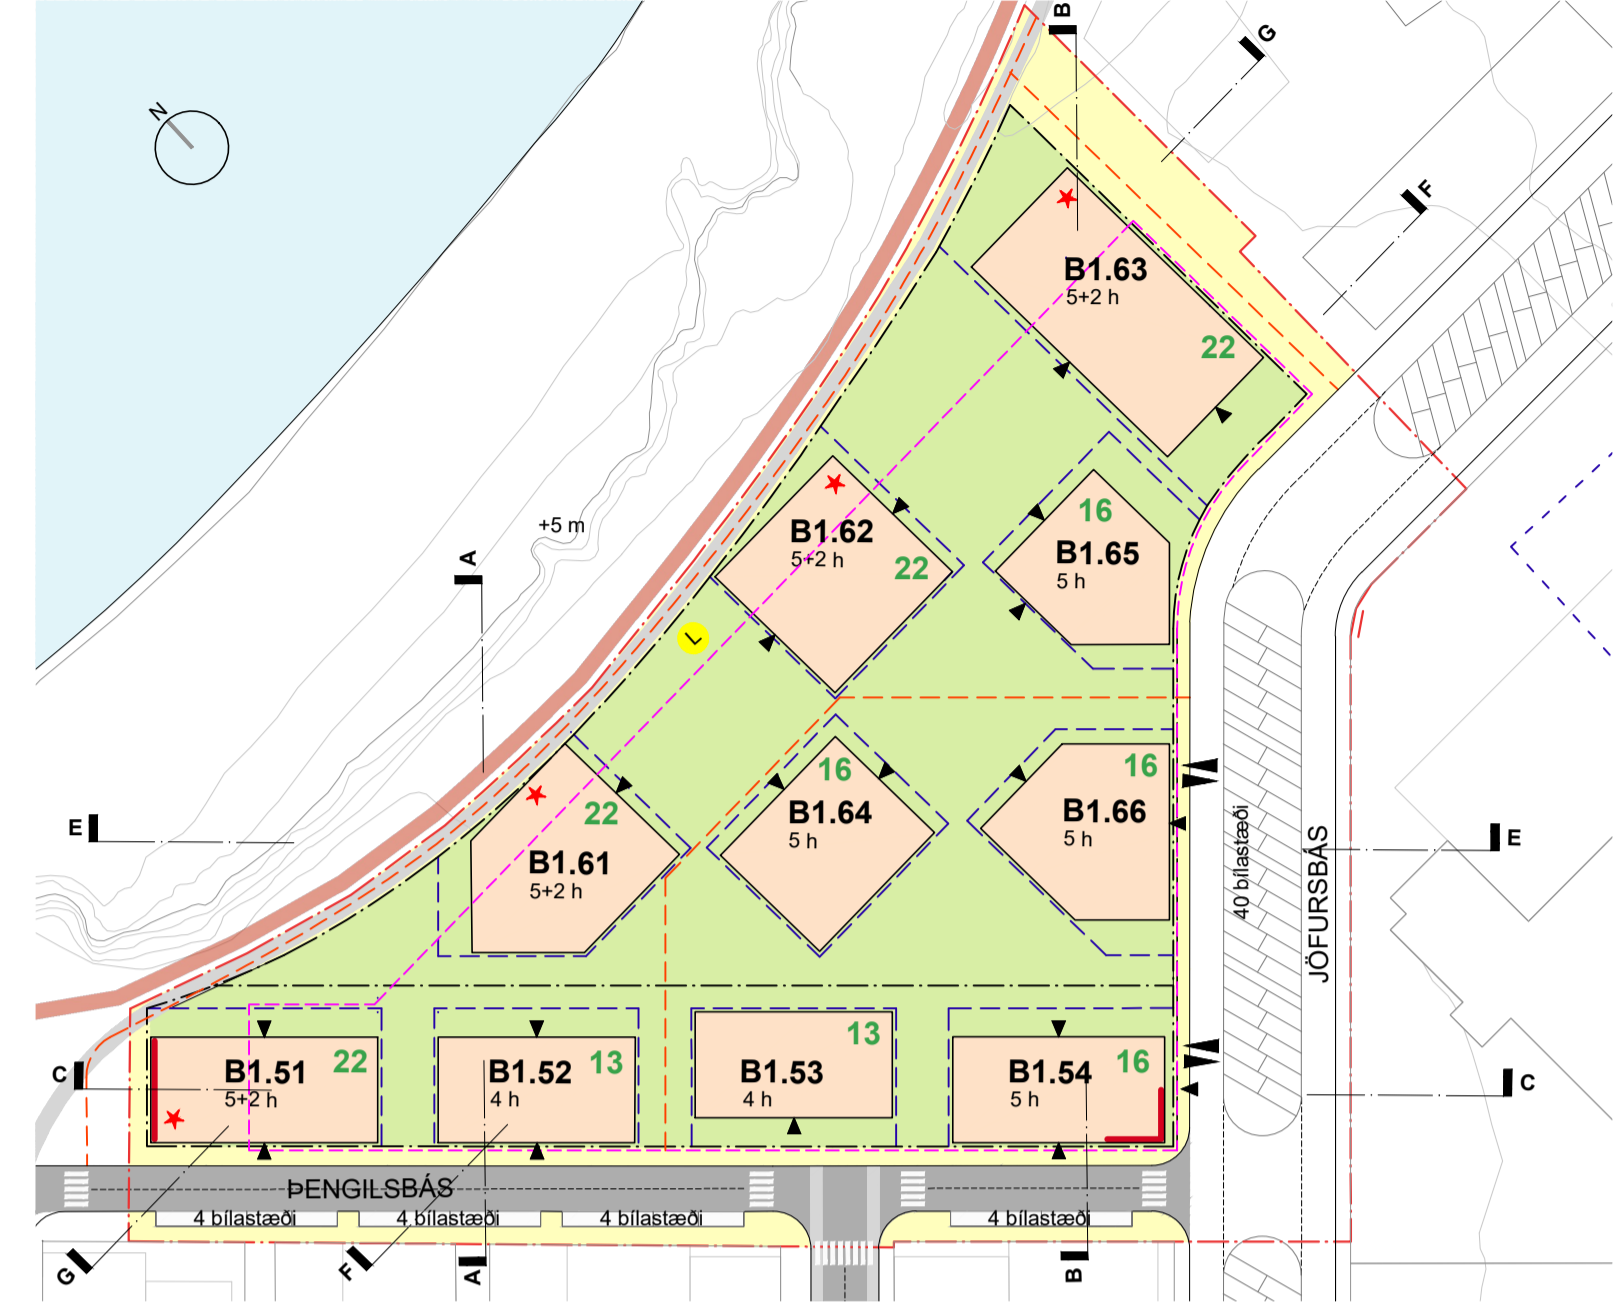 B
G
N
F
B1.63
5+2 h
22
+5 m
B1.62
5+2 h
22
16
B1.65
5 h
A
L
E
22
B1.61
5+2 h
16
B1.64
5 h
16
B1.66
5 h
40 bílastæði
JÖFURSBÁS
E
C
B1.51
22
5+2 h
B1.52
13
4 h
13
B1.53
4 h
B1.54
16
5 h
C
ÞENGILSBÁS
4 bílastæði
4 bílastæði
4 bílastæði
4 bílastæði
G
F
A
B